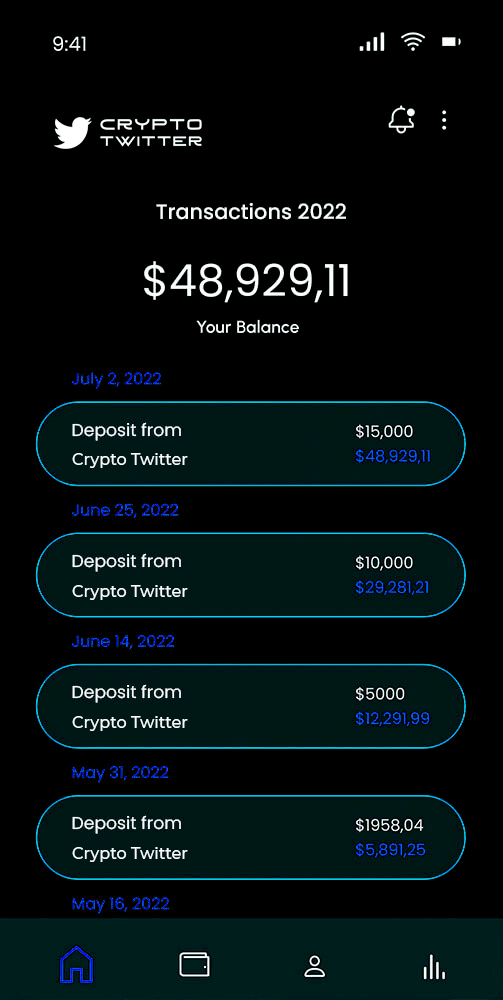 9:41
CRYPTO
TWITTER
Transactions 2022
$48,929,11
Your Balance
July 2, 2022
Deposit from
$15,000
Crypto Twitter
$48,929,11
June 25, 2022
Deposit from
$10,000
Crypto Twitter
$29,281,21
June 14, 2022
Deposit from
$5000
Crypto Twitter
$12,291,99
May 31, 2022
Deposit from
$1958,04
Crypto Twitter
$5,891,25
May 16, 2022